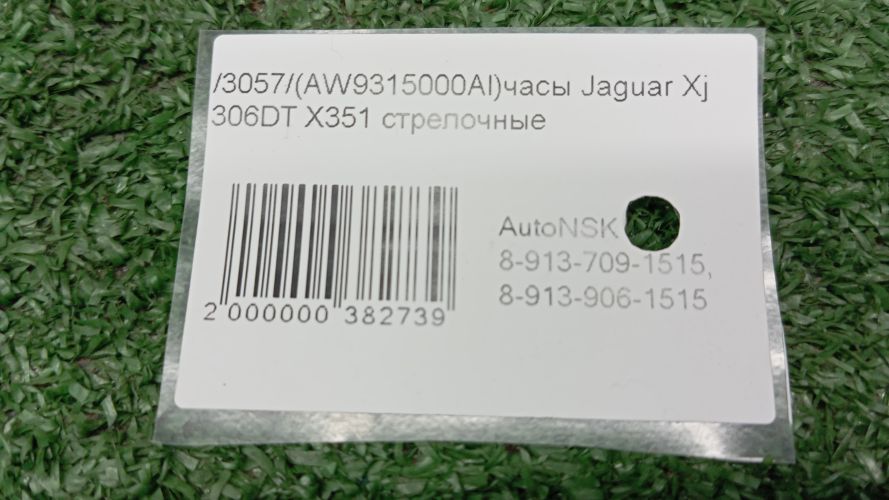 /3057/(AW9315000AI)часы Jaguar Xj
306DT X351 стрелочные
AutoNSK
8-913-709-1515,
8-913-906-1515
2 000000 382739